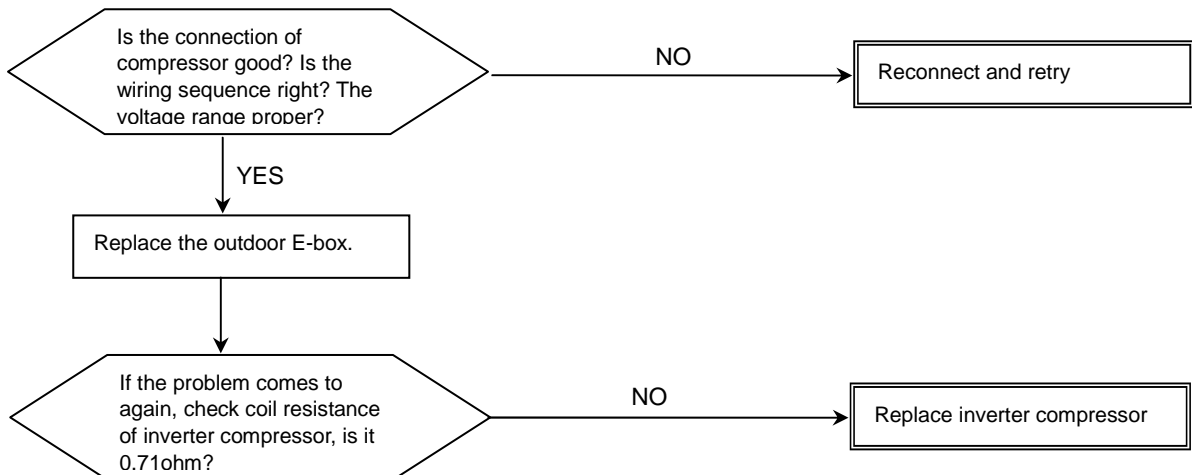 Is the connection of
compressor good? Is the
wiring sequence right? The
voltage range proper?
NO
Reconnect and retry
YES
Replace the outdoor E-box.
If the problem comes to
again, check coil resistance
of inverter compressor, is it
0.71ohm?
NO
Replace inverter compressor